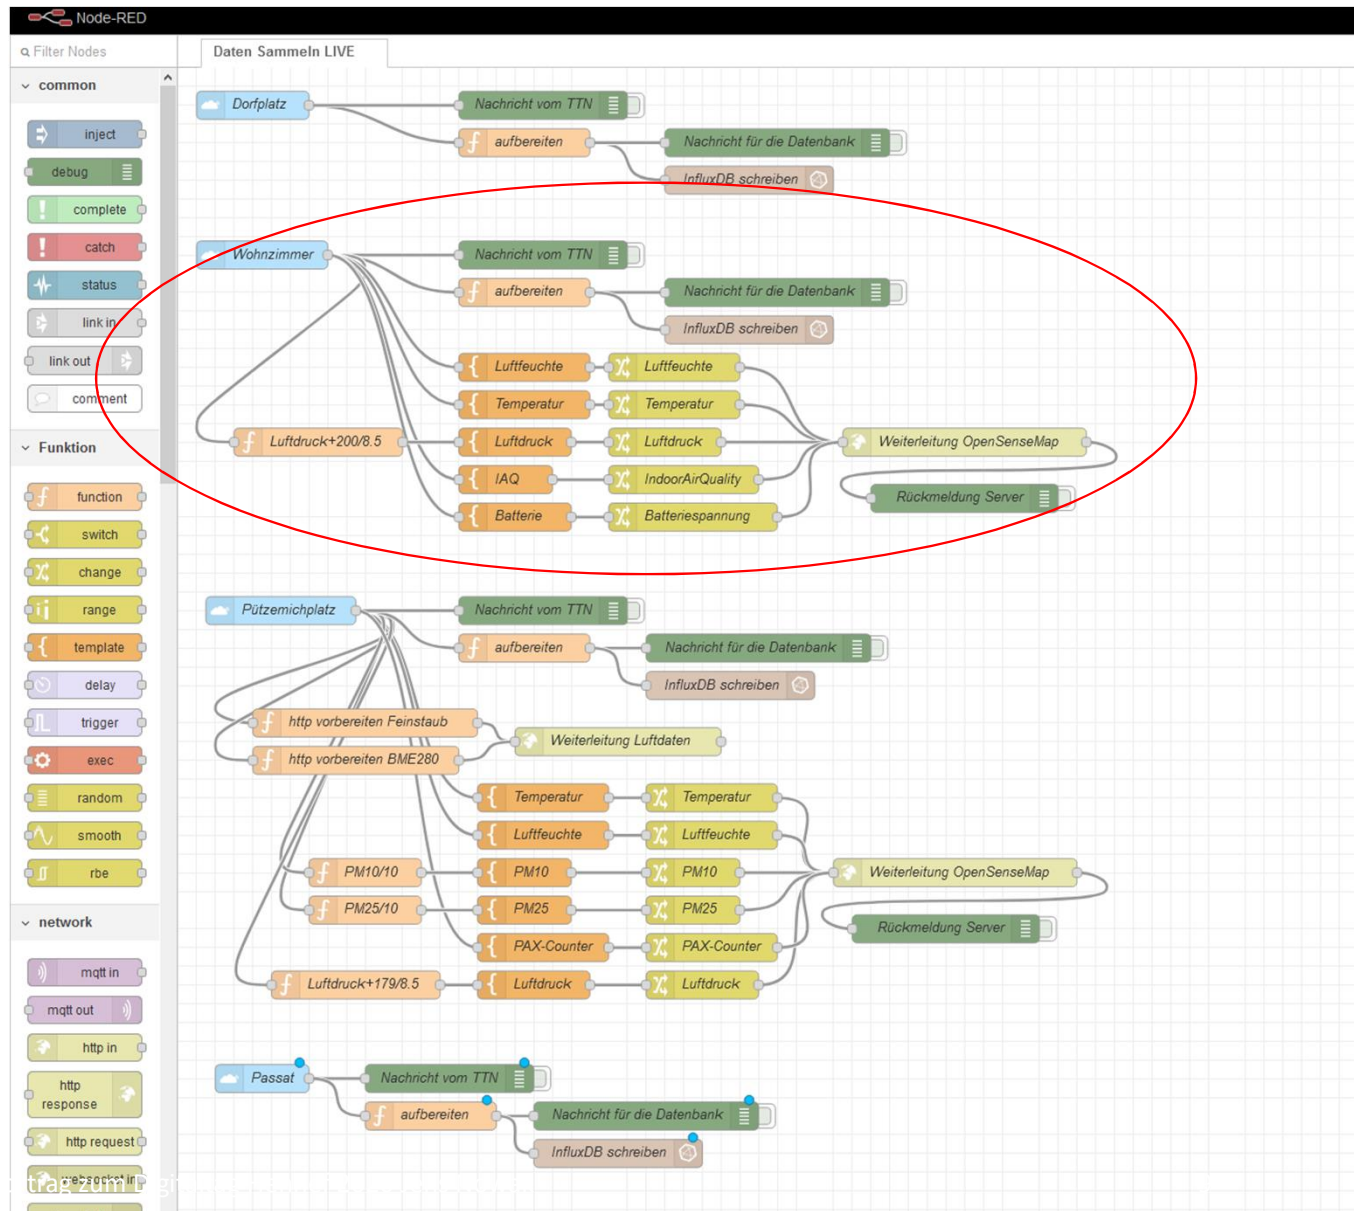 Node-RED
Filter Nodes
Daten Sammeln LIVE
common
inject
debug
complete
catch
status
link in
link out
comment
Funktion
function
switch
change
range
template
delay
trigger
exec
random
smooth
rbe
network
mqtt in
mqtt out
http in
http
response
http request
websocket in
Dorfplatz
Nachricht vom TTN
aufbereiten
Nachricht für die Datenbank
InfluxDB schreiben
Wohnzimmer
Nachricht vom TTN
aufbereiten
Nachricht für die Datenbank
InfluxDB schreiben
Luftfeuchte
Luftfeuchte
Temperatur
Temperatur
Luftdruck+200/8.5
Luftdruck
Luftdruck
Weiterleitung OpenSenseMap
IAQ
IndoorAirQuality
Rückmeldung Server
Batterie
Batteriespannung
Pützemichplatz
Nachricht vom TTN
aufbereiten
Nachricht für die Datenbank
InfluxDB schreiben
http vorbereiten Feinstaub
Weiterleitung Luftdaten
http vorbereiten BME280
Temperatur
Temperatur
Luftfeuchte
Luftfeuchte
PM10/10
PM10
PM10
Weiterleitung OpenSenseMap
PM25/10
PM25
PM25
Rückmeldung Server
PAX-Counter
PAX-Counter
Luftdruck+179/8.5
Luftdruck
Luftdruck
Passat
Nachricht vom TTN
aufbereiten
Nachricht für die Datenbank
InfluxDB schreiben
zum